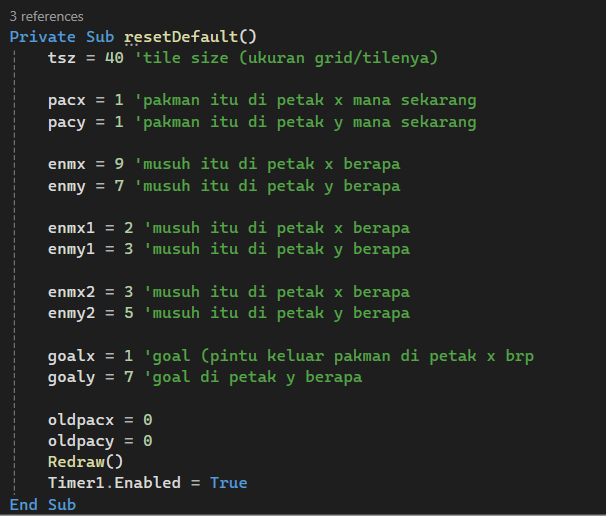 3 references
Private Sub resetDefault()
tsz = 40 'tile size (ukuran grid/tilenya)
pacx = 1 'pakman itu di petak x mana sekarang
pacy = 1 'pakman itu di petak y mana sekarang
enmx = 9 'musuh itu di petak x berapa
enmy = 7 'musuh itu di petak y berapa
enmx1 = 2 'musuh itu di petak x berapa
enmy1 = 3 'musuh itu di petak y berapa
enmx2 = 3 'musuh itu di petak x berapa
enmy2 = 5 'musuh itu di petak y berapa
goalx = 1 'goal (pintu keluar pakman di petak x brp
goaly = 7 'goal di petak y berapa
oldpacx = 0
oldpacy = 0
Redraw()
Timer1.Enabled = True
End Sub